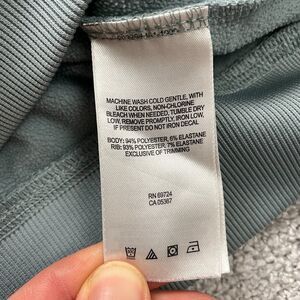 MACHINE WASH COLD GENTLE, WITH
LIKE COLORS, NON-CHLORINE
BLEACH WHEN NEEDED, TUMBLE DRY
LOW, REMOVE PROMPTLY, IRON LOW,
IF PRESENT DO NOT IRON DECAL
BODY: 94% POLYESTER, 6% ELASTANE
RIB: 93% POLYESTER, 7% ELASTANE
EXCLUSIVE OF TRIMMING
RN 69724
CA 05367